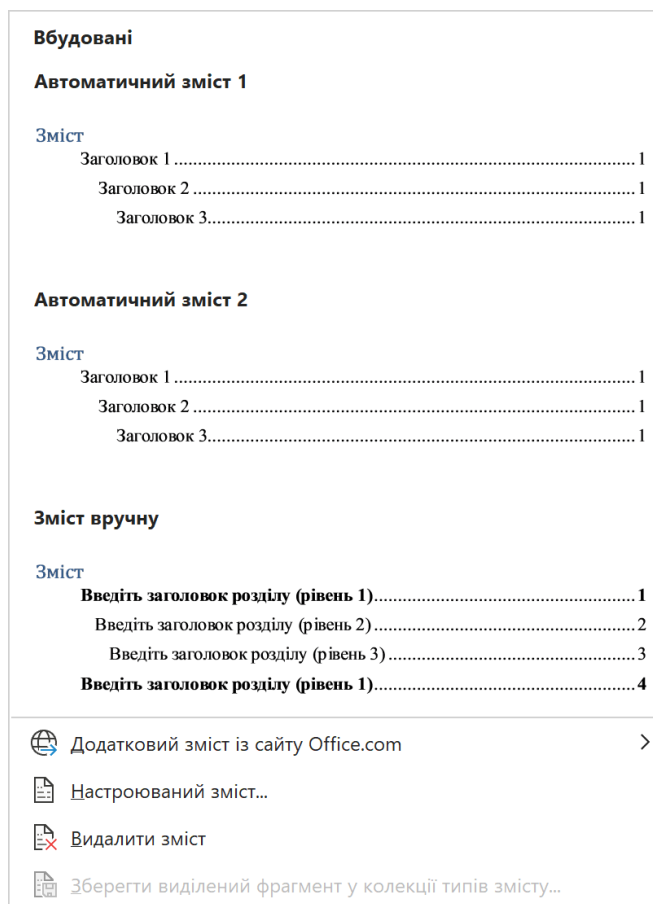 Вбудовані
Автоматичний зміст 1
Зміст
Заголовок 1 ........................................................................................................ 1
Заголовок 2 .................................................................................................... 1
Заголовок 3................................................................................................. 1
Автоматичний зміст 2
Зміст
Заголовок 1 ........................................................................................................ 1
Заголовок 2 .................................................................................................... 1
Заголовок 3................................................................................................. 1
Зміст вручну
Зміст
Введіть заголовок розділу (рівень 1)........................................................... 1
Введіть заголовок розділу (рівень 2)........................................................... 2
Введіть заголовок розділу (рівень 3) ........................................................ 3
Введіть заголовок розділу (рівень 1)........................................................... 4
Додатковий зміст із сайту Office.com
Настроюваний зміст...
Видалити зміст
Зберегти виділений фрагмент у колекції типів змісту...